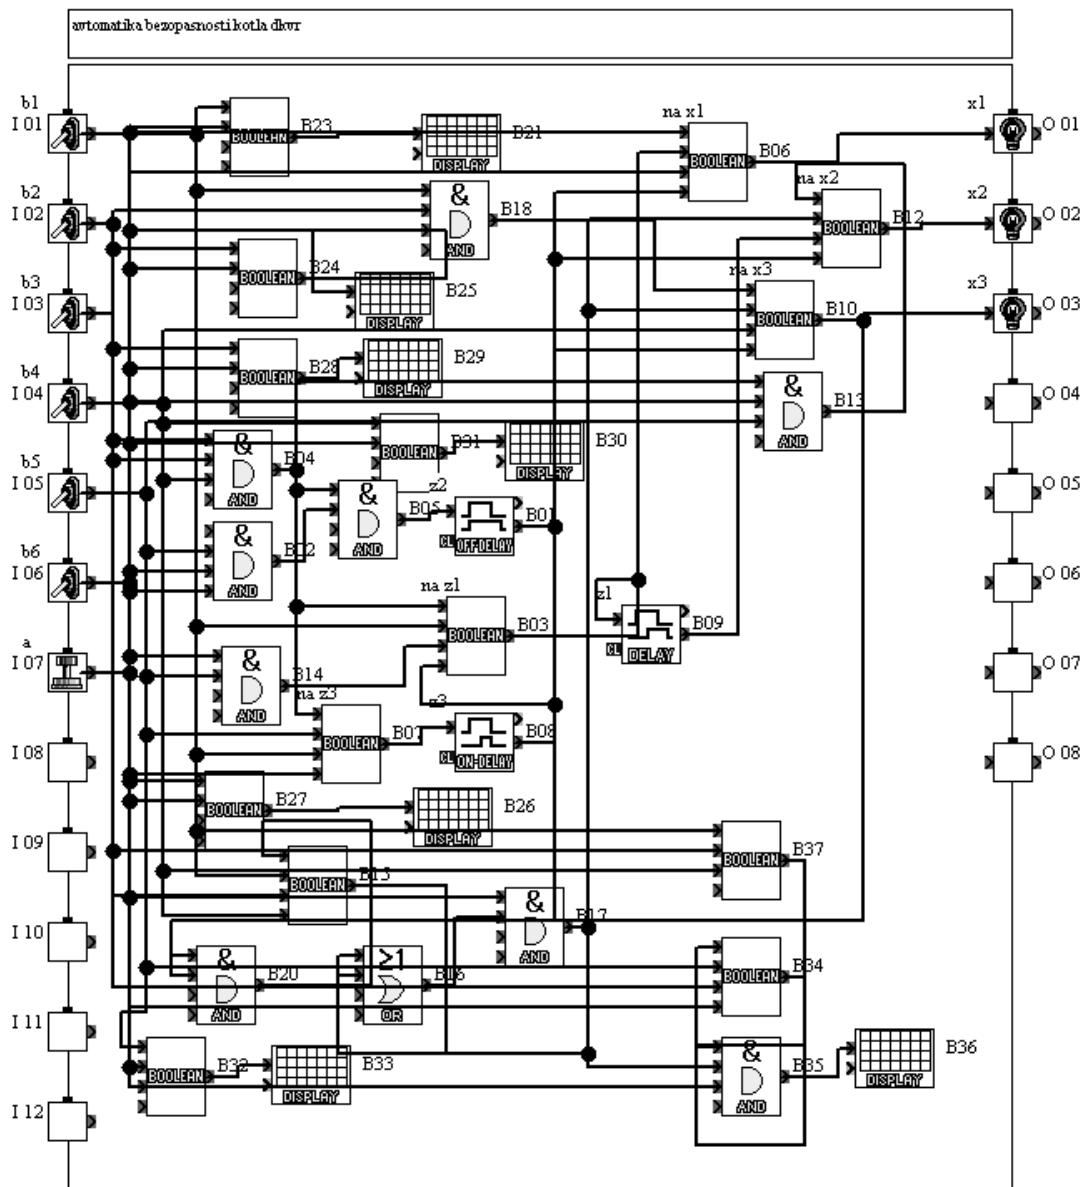 avtomatika bezopasnosti kotla dkvr
b1
I 01
BOOLEAN
B23
B21
DISPLAY
na x1
BOOLEAN
B06
x1
O 01
b2
I 02
&
AND
B18
na x2
BOOLEAN
B12
x2
O 02
b3
I 03
BOOLEAN
B24
B25
DISPLAY
na x3
BOOLEAN
B10
x3
O 03
b4
I 04
BOOLEAN
B28
B29
DISPLAY
&
AND
B13
O 04
b5
I 05
&
AND
B04
BOOLEAN
B31
B30
DISPLAY
O 05
z2
&
AND
B05
CL
OFF-DELAY
B01
b6
I 06
&
AND
B02
O 06
a
I 07
na z1
BOOLEAN
B03
z1
CL
DELAY
B09
O 07
&
AND
B14
na z3
BOOLEAN
B07
z3
CL
ON-DELAY
B08
I 08
O 08
BOOLEAN
B27
B26
DISPLAY
I 09
BOOLEAN
B15
BOOLEAN
B37
I 10
&
AND
B17
&
AND
B20
≥1
OR
B16
BOOLEAN
B34
I 11
BOOLEAN
B32
B33
DISPLAY
&
AND
B35
B36
DISPLAY
I 12